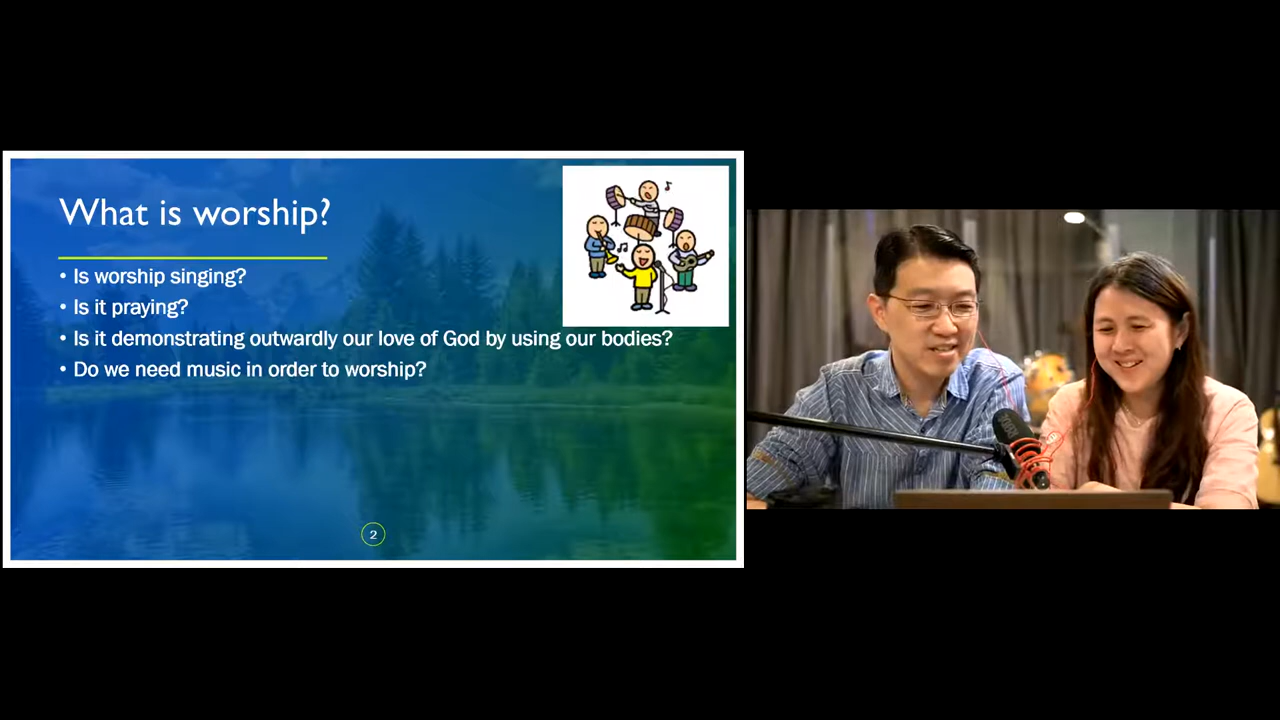 What is worship?
• Is worship singing?
• Is it praying?
• Is it demonstrating outwardly our love of God by using our bodies?
• Do we need music in order to worship?
2